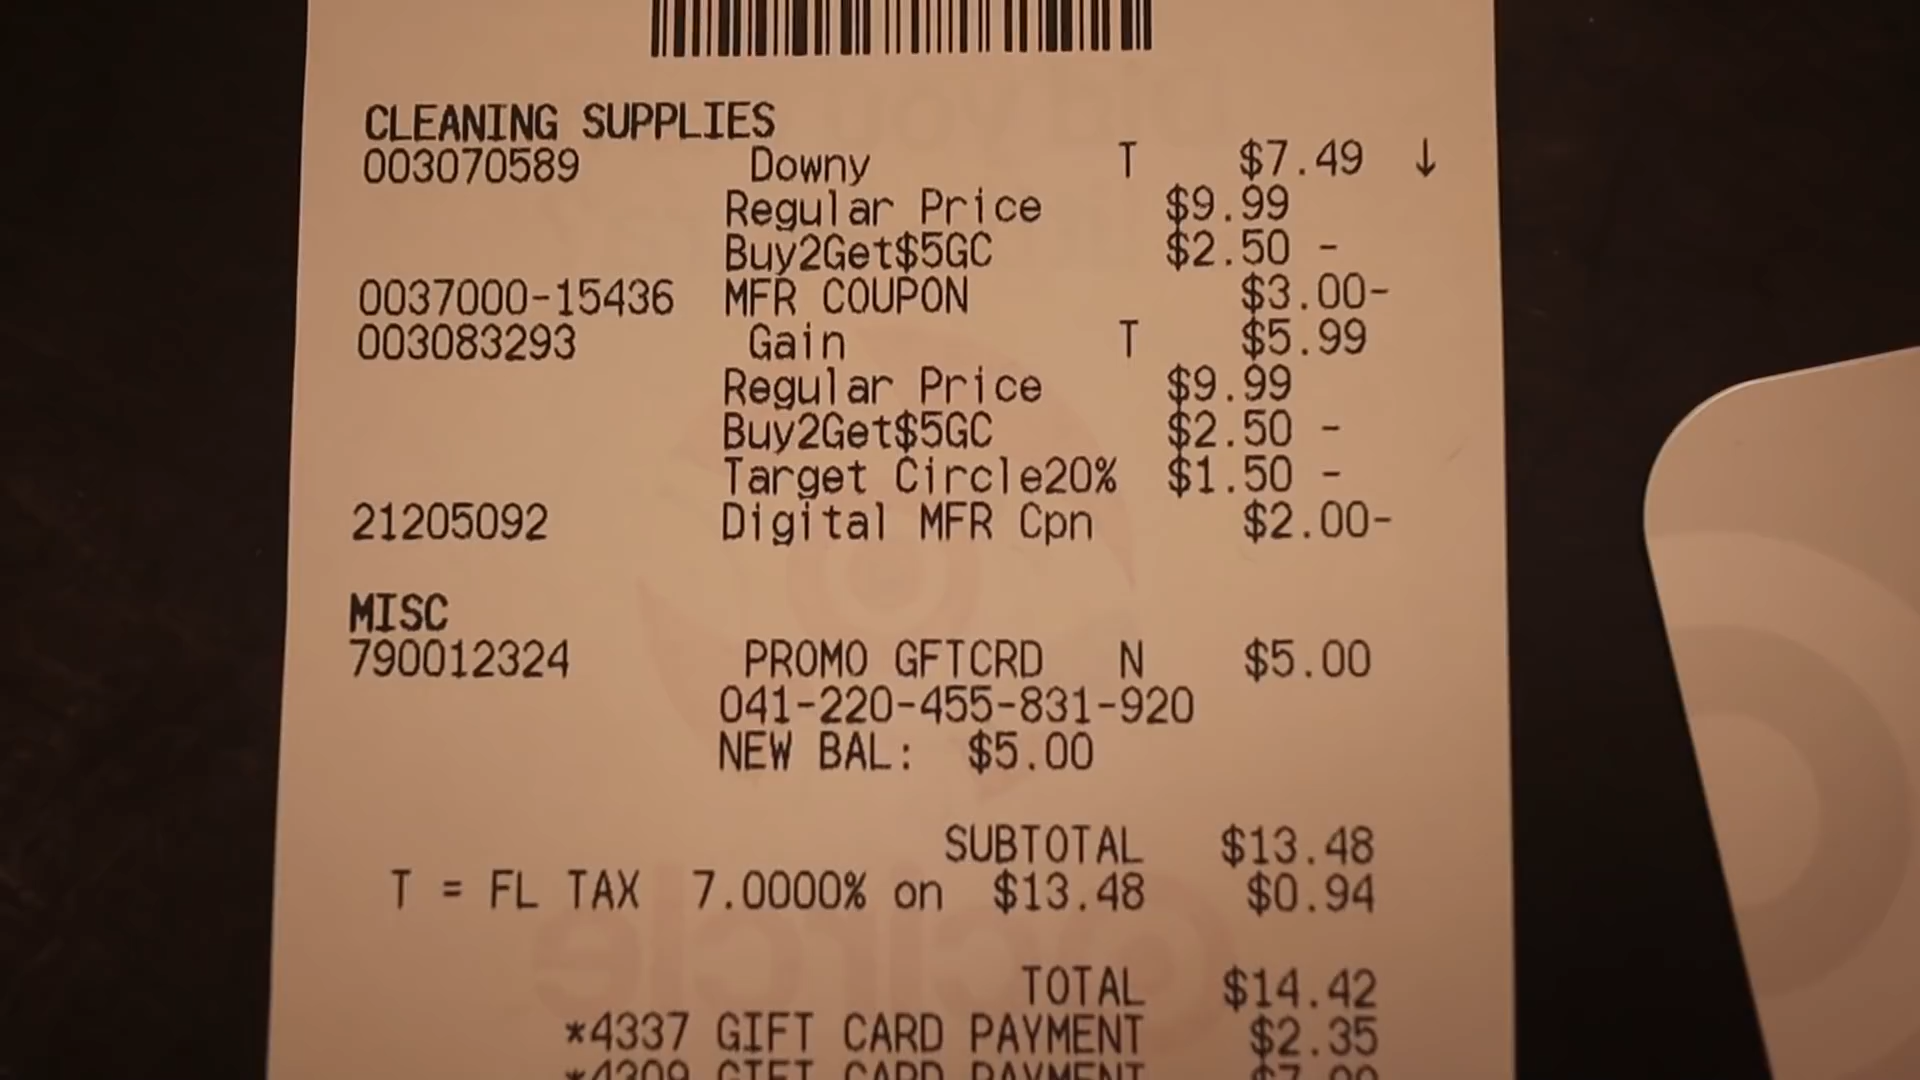 CLEANING SUPPLIES
003070589 Downy T $7.49 ↓
Regular Price $9.99
Buy2Get$5GC $2.50 -
0037000-15436 MFR COUPON $3.00-
003083293 Gain T $5.99
Regular Price $9.99
Buy2Get$5GC $2.50 -
Target Circle20% $1.50 -
21205092 Digital MFR Cpn $2.00-
MISC
790012324 PROMO GFTCRD N $5.00
041-220-455-831-920
NEW BAL: $5.00
SUBTOTAL $13.48
T = FL TAX 7.0000% on $13.48 $0.94
TOTAL $14.42
*4337 GIFT CARD PAYMENT $2.35
GIFT CARD PAYMENT